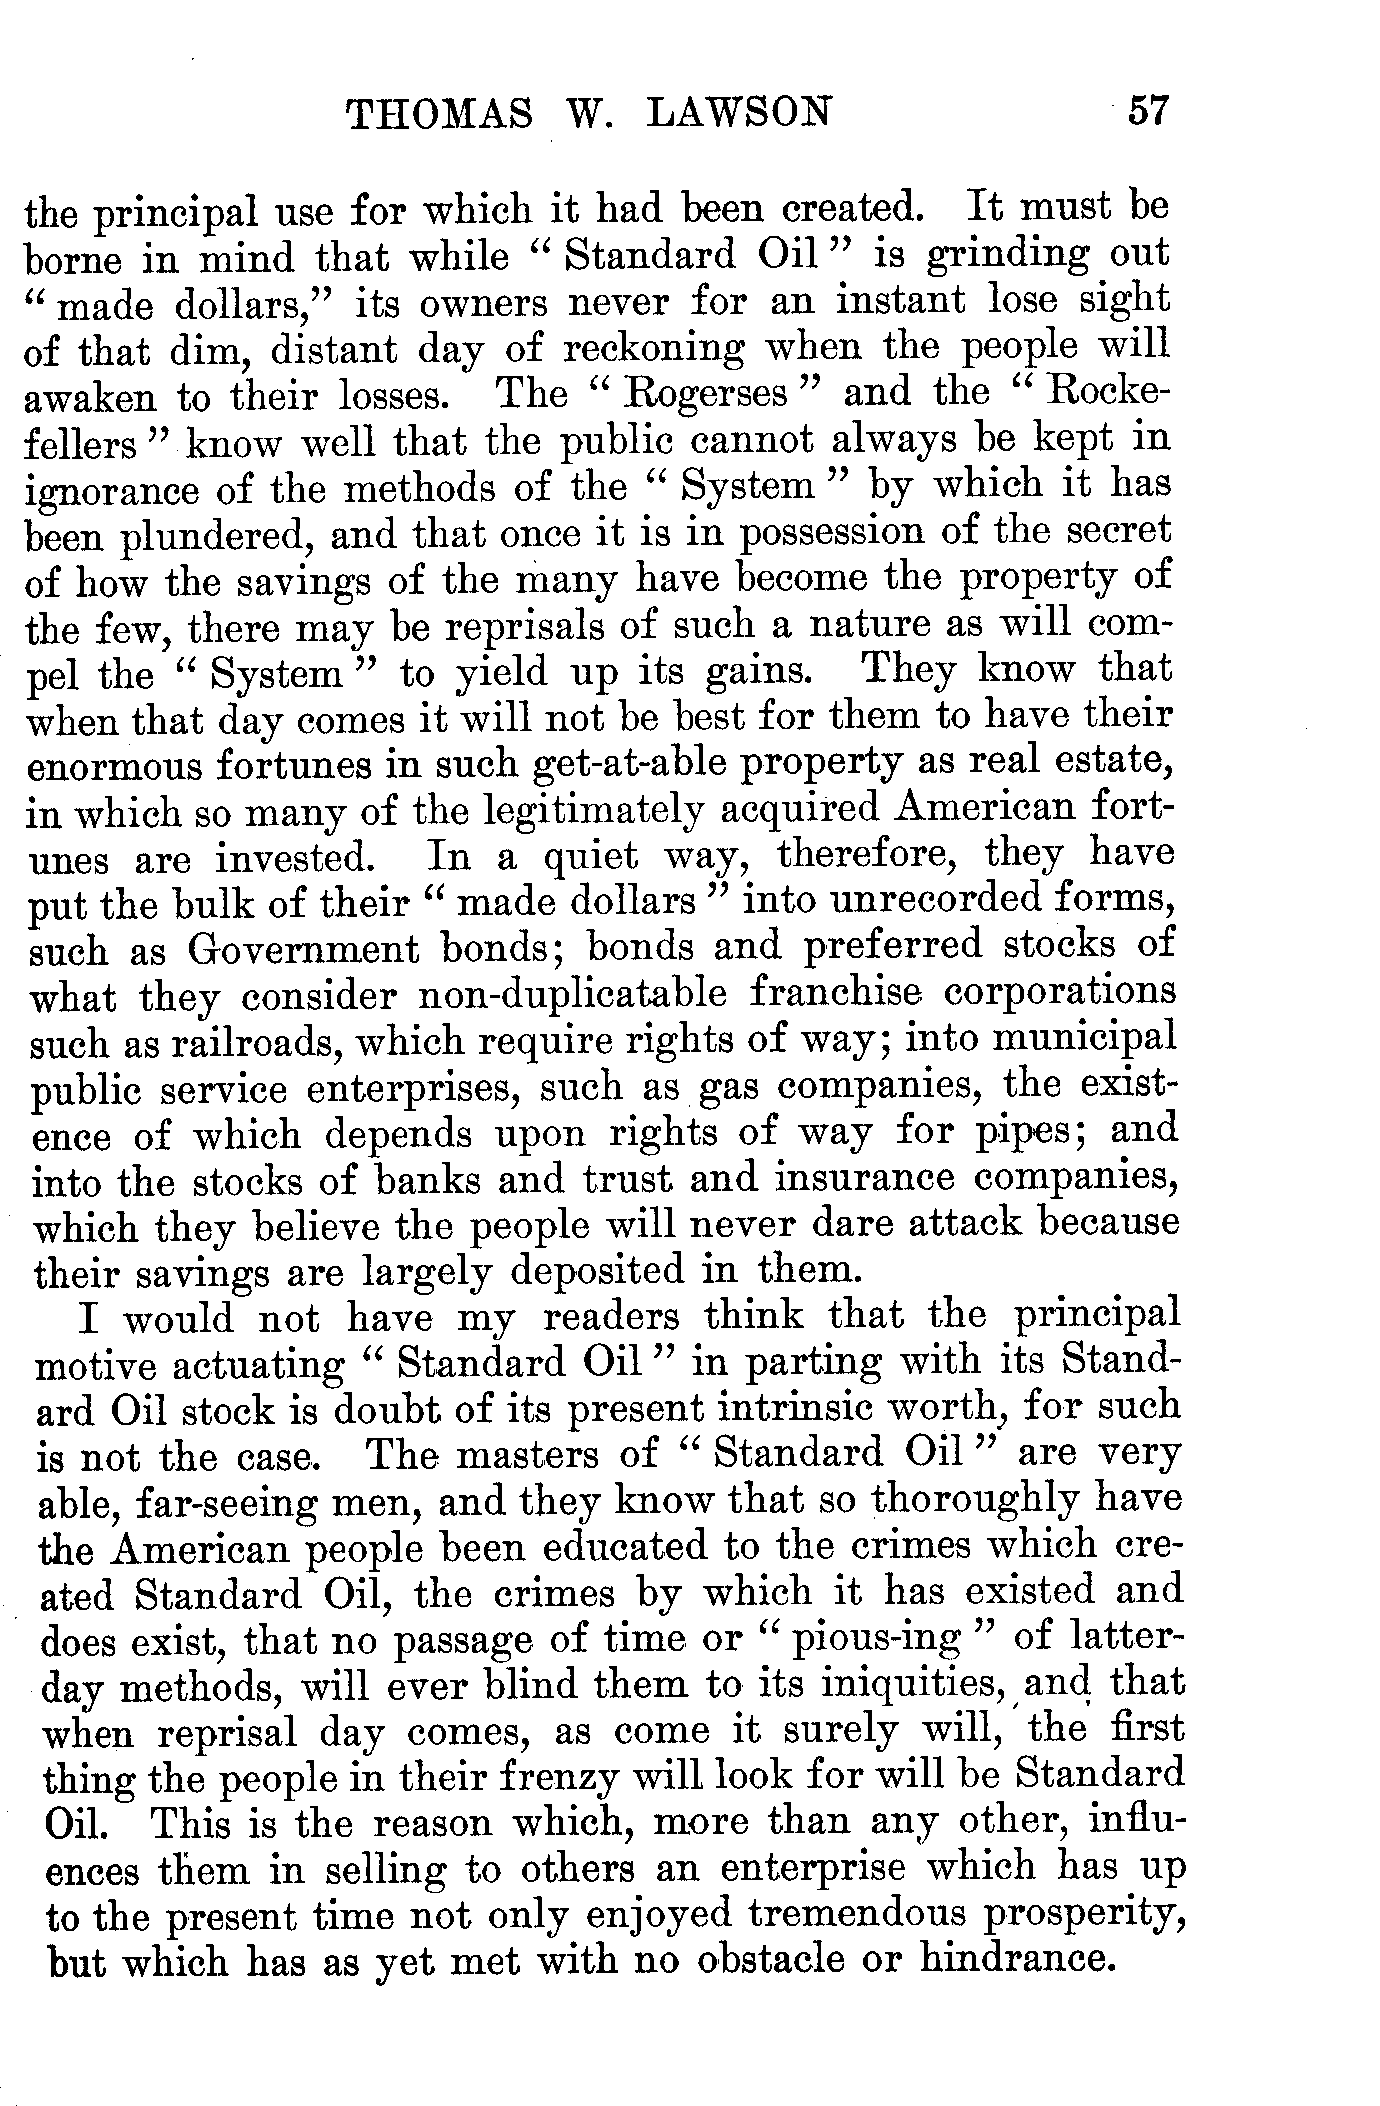 THOMAS W. LAWSON 57
the principal use for which it had been created. It must be
borne in mind that while “ Standard Oil ” is grinding out
“ made dollars,” its owners never for an instant lose sight
of that dim, distant day of reckoning when the people will
awaken to their losses. The “ Rogerses ” and the “ Rocke-
fellers ” know well that the public cannot always be kept in
ignorance of the methods of the “ System ” by which it has
been plundered, and that once it is in possession of the secret
of how the savings of the many have become the property of
the few, there may be reprisals of such a nature as will com-
pel the “ System ” to yield up its gains. They know that
when that day comes it will not be best for them to have their
enormous fortunes in such get-at-able property as real estate,
in which so many of the legitimately acquired American fort-
unes are invested. In a quiet way, therefore, they have
put the bulk of their “ made dollars ” into unrecorded forms,
such as Government bonds; bonds and preferred stocks of
what they consider non-duplicatable franchise corporations
such as railroads, which require rights of way; into municipal
public service enterprises, such as gas companies, the exist-
ence of which depends upon rights of way for pipes; and
into the stocks of banks and trust and insurance companies,
which they believe the people will never dare attack because
their savings are largely deposited in them.
I would not have my readers think that the principal
motive actuating “ Standard Oil ” in parting with its Stand-
ard Oil stock is doubt of its present intrinsic worth, for such
is not the case. The masters of “ Standard Oil ” are very
able, far-seeing men, and they know that so thoroughly have
the American people been educated to the crimes which cre-
ated Standard Oil, the crimes by which it has existed and
does exist, that no passage of time or “ pious-ing ” of latter-
day methods, will ever blind them to its iniquities, and that
when reprisal day comes, as come it surely will, the first
thing the people in their frenzy will look for will be Standard
Oil. This is the reason which, more than any other, influ-
ences them in selling to others an enterprise which has up
to the present time not only enjoyed tremendous prosperity,
but which has as yet met with no obstacle or hindrance.